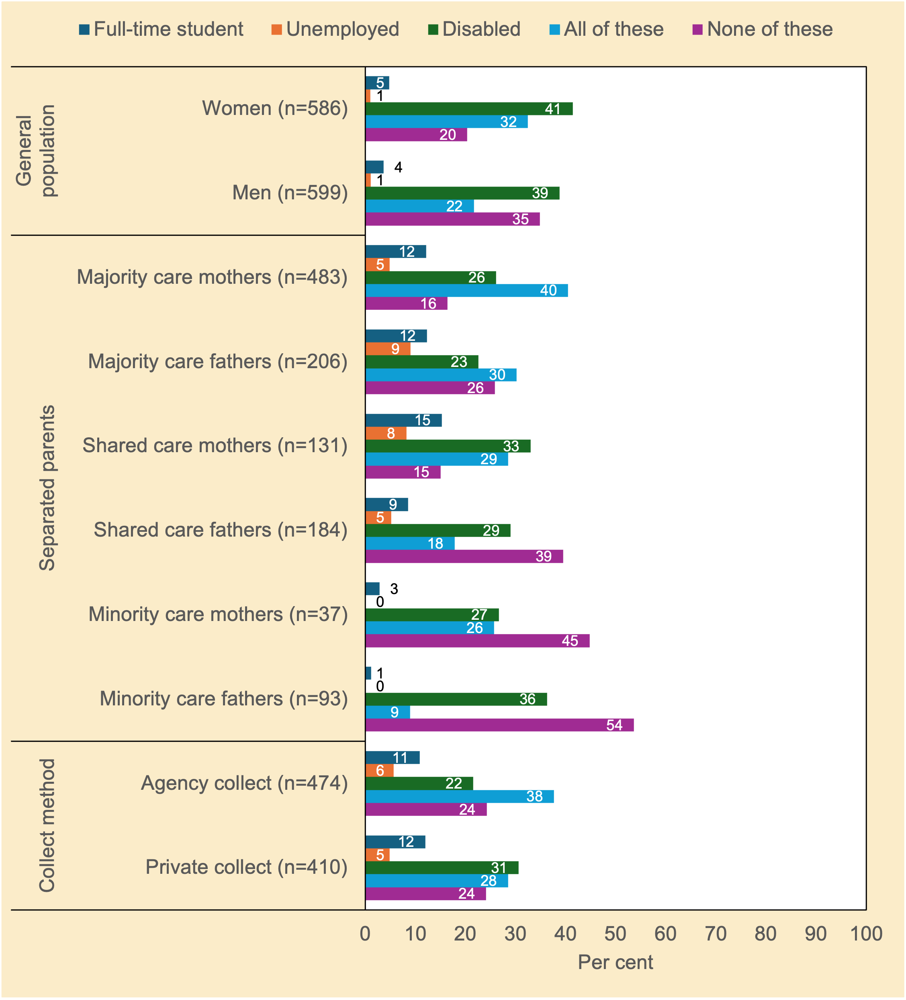 Full-time student Unemployed Disabled All of these None of these
General
population
Women (n=586)
5
1
41
32
20
Men (n=599)
4
1
39
22
35
Separated parents
Majority care mothers (n=483)
12
5
26
40
16
Majority care fathers (n=206)
12
9
23
30
26
Shared care mothers (n=131)
15
8
33
29
15
Shared care fathers (n=184)
9
5
29
18
39
Minority care mothers (n=37)
3
0
27
26
45
Minority care fathers (n=93)
1
0
36
9
54
Collect method
Agency collect (n=474)
11
6
22
38
24
Private collect (n=410)
12
5
31
28
24
0 10 20 30 40 50 60 70 80 90 100
Per cent